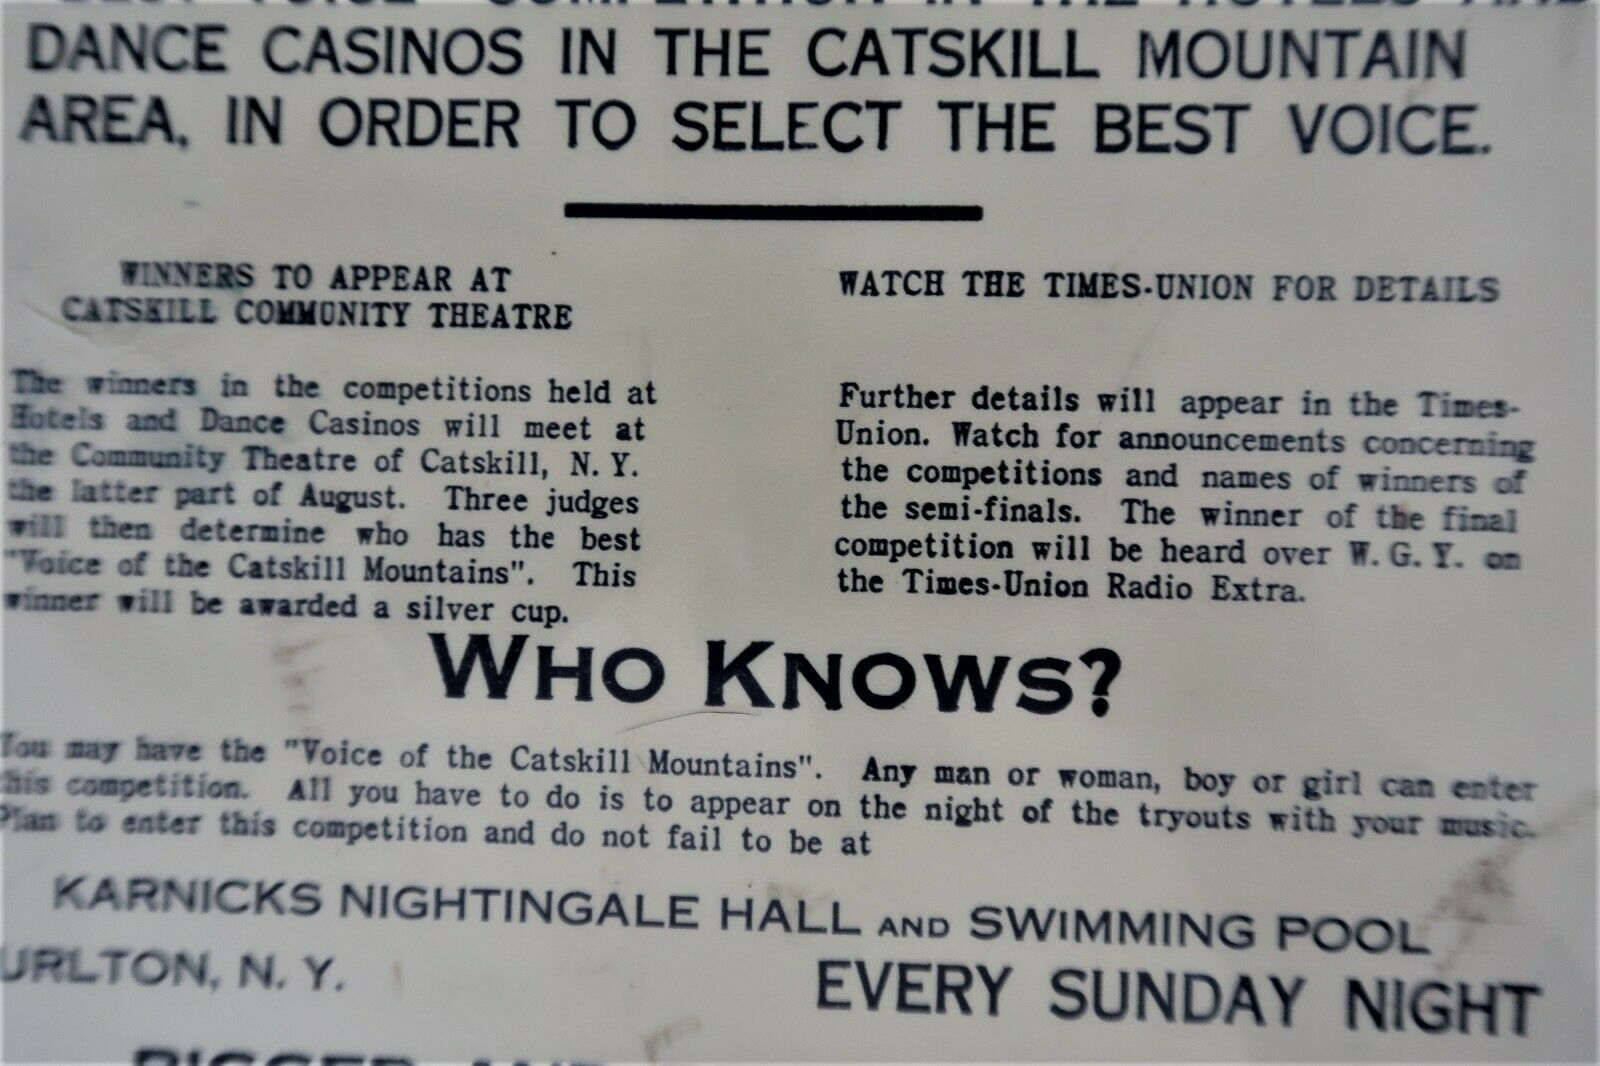 "BEST VOICE" COMPETITION IN THE HOTELS AND
DANCE CASINOS IN THE CATSKILL MOUNTAIN
AREA, IN ORDER TO SELECT THE BEST VOICE.
WINNERS TO APPEAR AT
CATSKILL COMMUNITY THEATRE
The winners in the competitions held at
Hotels and Dance Casinos will meet at
the Community Theatre of Catskill, N. Y.
the latter part of August. Three judges
will then determine who has the best
"Voice of the Catskill Mountains". This
winner will be awarded a silver cup.
WATCH THE TIMES-UNION FOR DETAILS
Further details will appear in the Times-
Union. Watch for announcements concerning
the competitions and names of winners of
the semi-finals. The winner of the final
competition will be heard over W. G. Y. on
the Times-Union Radio Extra.
WHO KNOWS?
You may have the "Voice of the Catskill Mountains". Any man or woman, boy or girl can enter
this competition. All you have to do is to appear on the night of the tryouts with your music.
Plan to enter this competition and do not fail to be at
KARNICKS NIGHTINGALE HALL AND SWIMMING POOL
URLTON, N. Y.
EVERY SUNDAY NIGHT
BIGGER AND